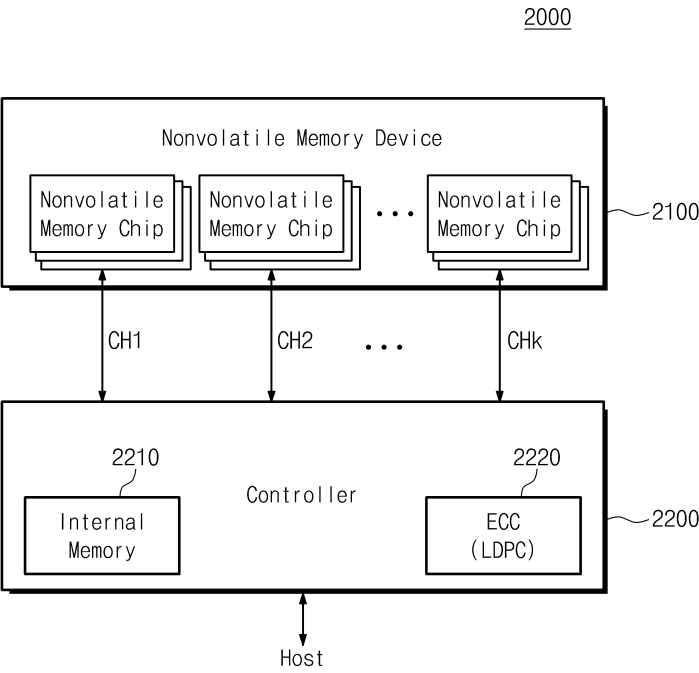 2000
Nonvolatile Memory Device
Nonvolatile
Memory Chip
Nonvolatile
Memory Chip
• • •
Nonvolatile
Memory Chip
2100
CH1
CH2
• • •
CHk
2210
2220
Controller
Internal
Memory
ECC
(LDPC)
2200
Host